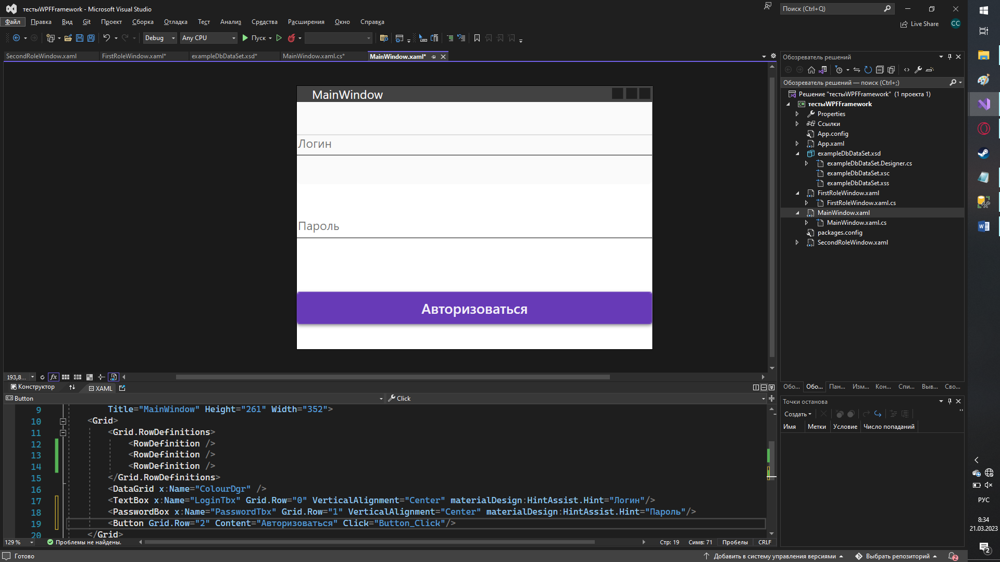 тестыWPFFramework - Microsoft Visual Studio
Поиск (Ctrl+Q)
Файл Правка Вид Git Проект Сборка Отладка Тест Анализ Средства Расширения Окно Справка
Live Share
CC
Debug Any CPU Пуск
SecondRoleWindow.xaml FirstRoleWindow.xaml* exampleDbDataSet.xsd* MainWindow.xaml.cs* MainWindow.xaml*
MainWindow
Логин
Пароль
Авторизоваться
193,8...
fx
Конструктор XAML
Button Click
9 Title="MainWindow" Height="261" Width="352">
10 <Grid>
11 <Grid.RowDefinitions>
12 <RowDefinition />
13 <RowDefinition />
14 <RowDefinition />
15 </Grid.RowDefinitions>
16 <DataGrid x:Name="ColourDgr" />
17 <TextBox x:Name="LoginTbx" Grid.Row="0" VerticalAlignment="Center" materialDesign:HintAssist.Hint="Логин"/>
18 <PasswordBox x:Name="PasswordTbx" Grid.Row="1" VerticalAlignment="Center" materialDesign:HintAssist.Hint="Пароль"/>
19 <Button Grid.Row="2" Content="Авторизоваться" Click="Button_Click"/>
20 </Grid>
129 % Проблемы не найдены. Стр: 19 Симв: 71 Пробелы CRLF
Готово
Добавить в систему управления версиями Выбрать репозиторий 2
Обозреватель решений
Обозреватель решений — поиск (Ctrl+;)
Решение "тестыWPFFramework" (1 проекта 1)
C# тестыWPFFramework
Properties
Ссылки
App.config
App.xaml
exampleDbDataSet.xsd
exampleDbDataSet.Designer.cs
exampleDbDataSet.xsc
exampleDbDataSet.xss
FirstRoleWindow.xaml
FirstRoleWindow.xaml.cs
MainWindow.xaml
MainWindow.xaml.cs
packages.config
SecondRoleWindow.xaml
Обо... Обо... Пан... Изм... Кон... Спи... Выв... Сво...
Точки останова
Создать
Имя Метки Условие Число попаданий
W
РУС
8:34
21.03.2023
2